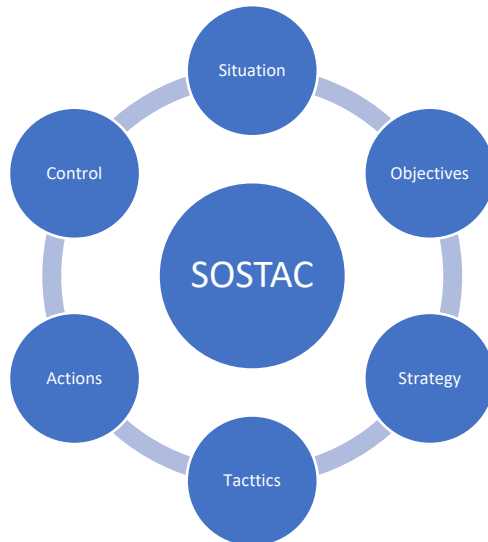 Situation
Objectives
Strategy
Tacttics
Actions
Control
SOSTAC